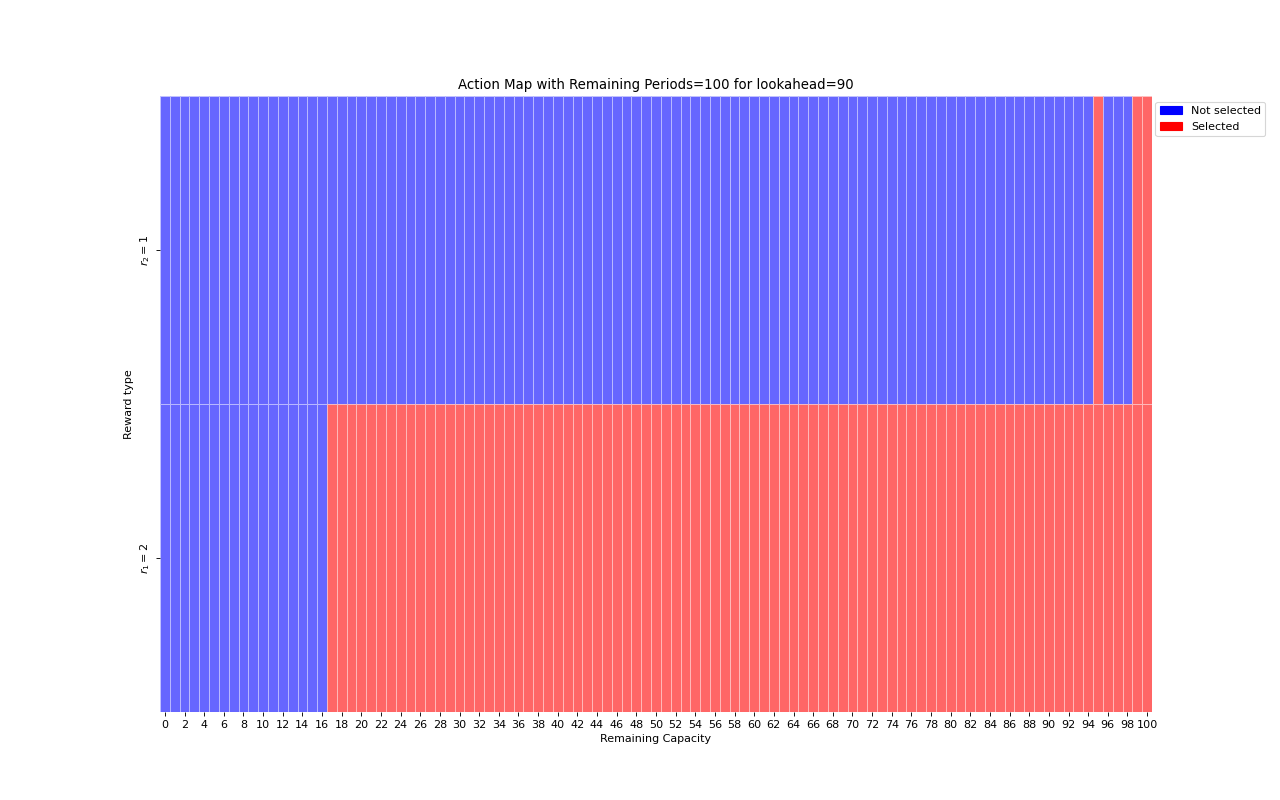 Action Map with Remaining Periods=100 for lookahead=90
Not selected
Selected
r₂ = 1
Reward type
r₁ = 2
0 2 4 6 8 10 12 14 16 18 20 22 24 26 28 30 32 34 36 38 40 42 44 46 48 50 52 54 56 58 60 62 64 66 68 70 72 74 76 78 80 82 84 86 88 90 92 94 96 98 100
Remaining Capacity